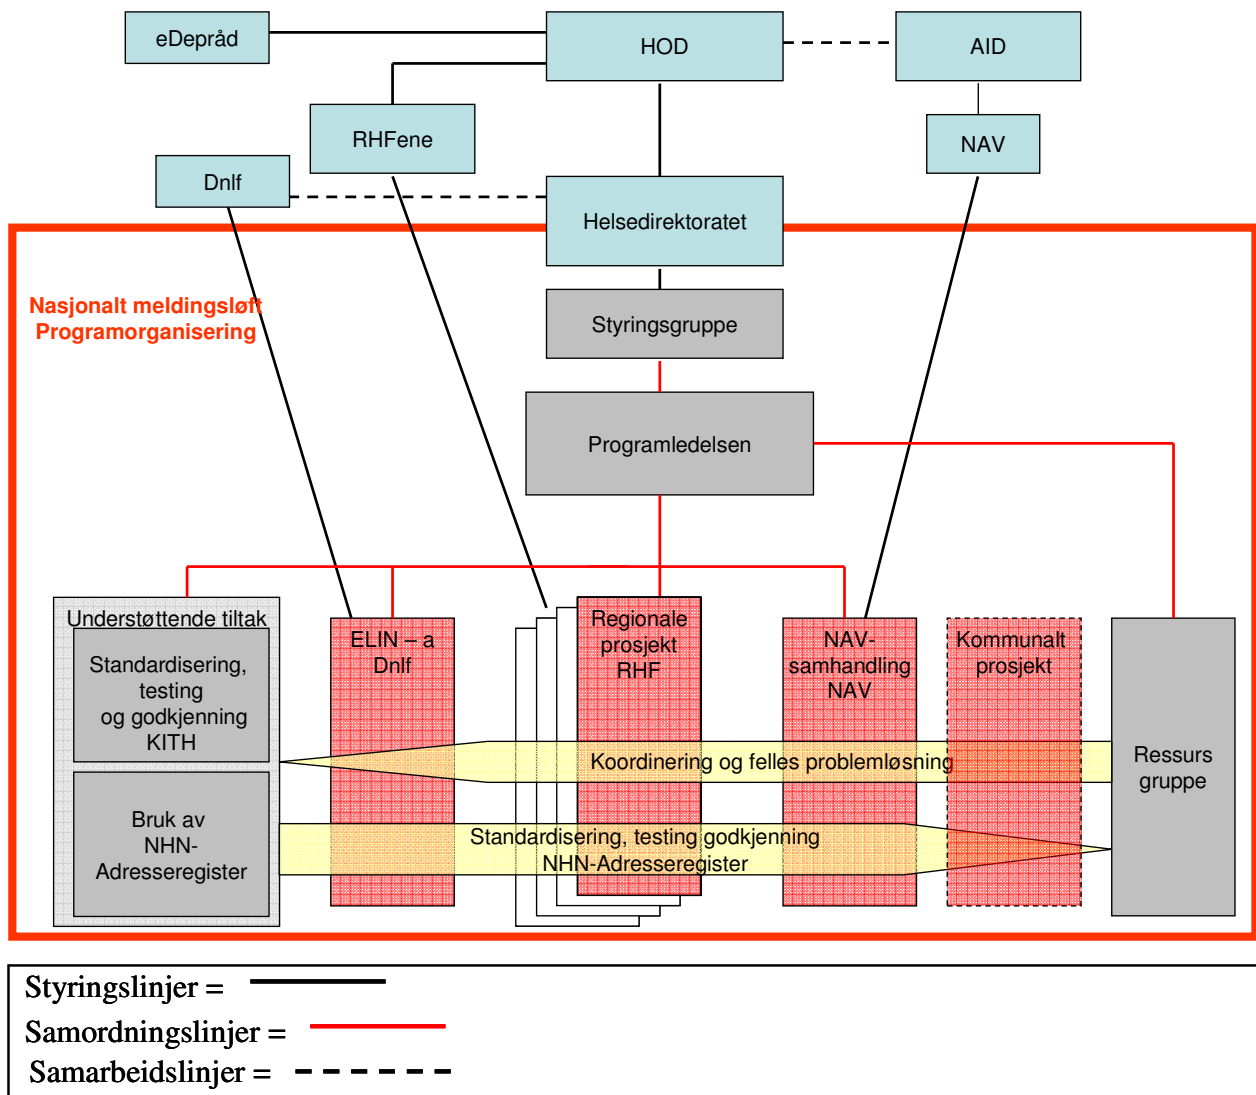 eDepråd
HOD
AID
RHFene
NAV
Dnlf
Helsedirektoratet
Nasjonalt meldingsløft
Programorganisering
Styringsgruppe
Programledelsen
Understøttende tiltak
Standardisering,
testing
og godkjenning
KITH
Bruk av
NHN-
Adresseregister
ELIN – a
Dnlf
Regionale
prosjekt
RHF
NAV-
samhandling
NAV
Kommunalt
prosjekt
Ressurs
gruppe
Koordinering og felles problemløsning
Standardisering, testing godkjenning
NHN-Adresseregister
Styringslinjer =
Samordningslinjer =
Samarbeidslinjer =